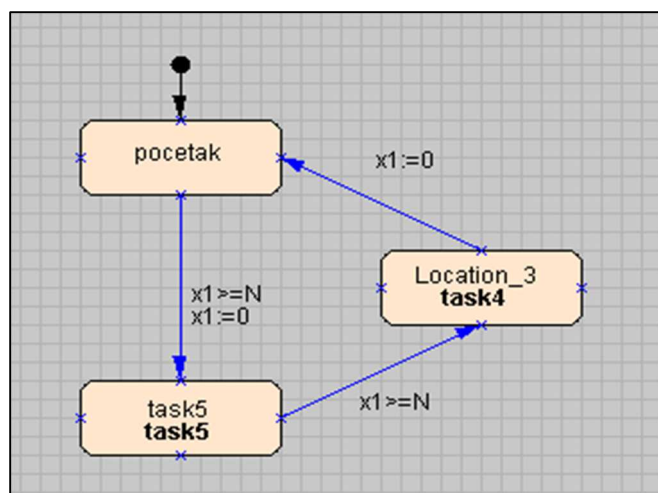 pocetak
x1:=0
Location_3
task4
x1>=N
x1:=0
task5
task5
x1>=N